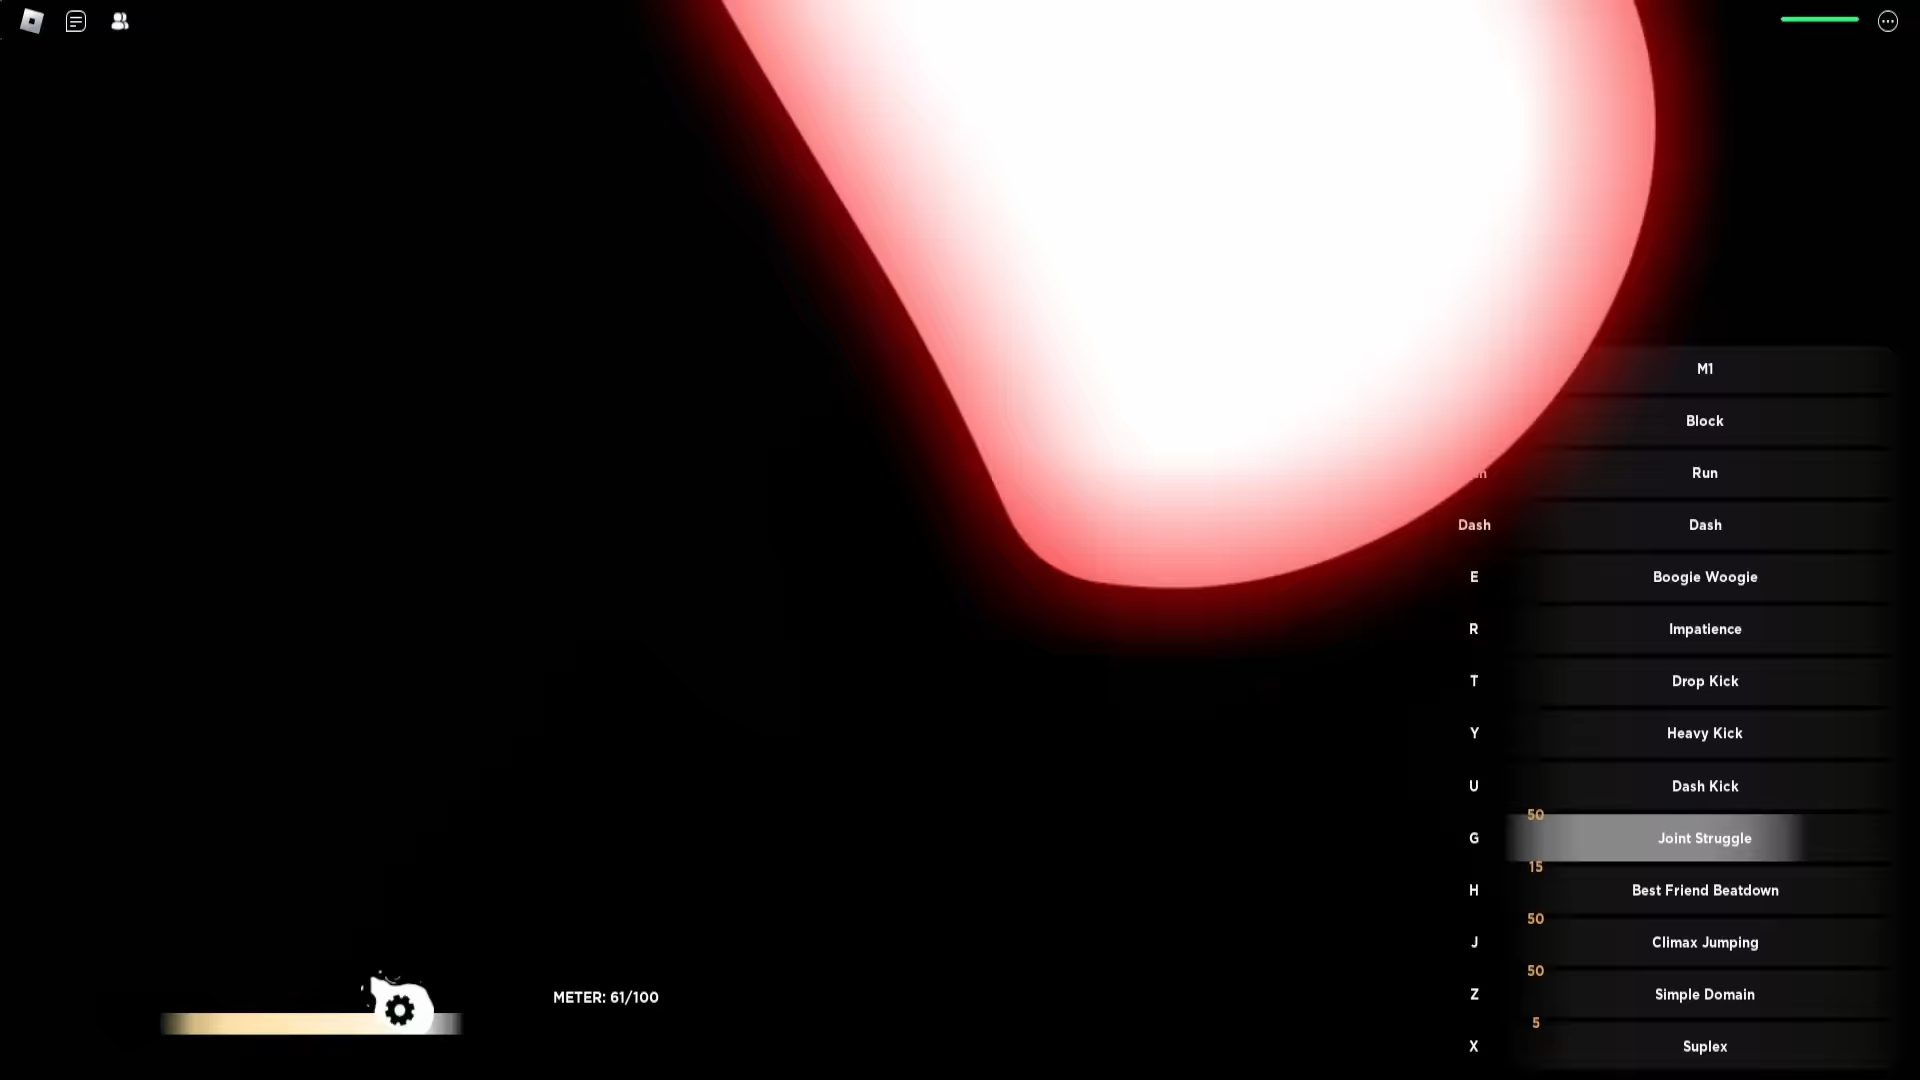 M1
Block
Run
Dash Dash
E Boogie Woogie
R Impatience
T Drop Kick
Y Heavy Kick
U Dash Kick
50
G Joint Struggle
15
H Best Friend Beatdown
50
J Climax Jumping
50
Z Simple Domain
5
X Suplex
METER: 61/100